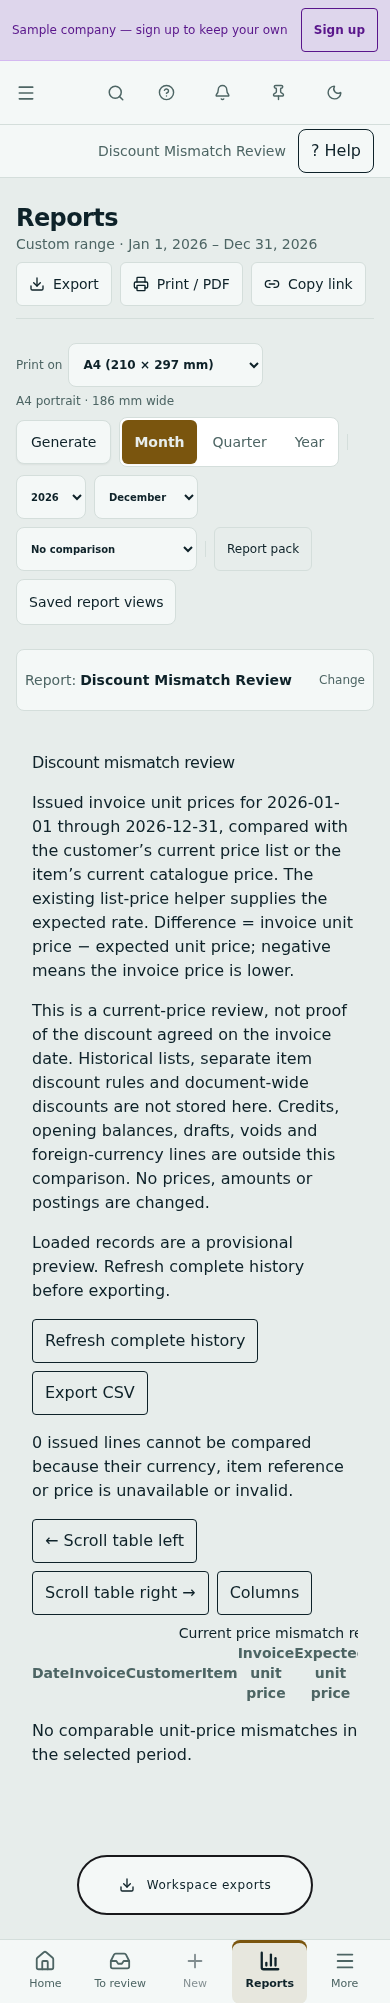 Sample company — sign up to keep your own Sign up
Discount Mismatch Review ? Help
Reports
Custom range · Jan 1, 2026 – Dec 31, 2026
Export Print / PDF Copy link
Print on A4 (210 × 297 mm)
A4 portrait · 186 mm wide
Generate Month Quarter Year
2026 December
No comparison Report pack
Saved report views
Report: Discount Mismatch Review Change
Discount mismatch review
Issued invoice unit prices for 2026-01-
01 through 2026-12-31, compared with
the customer’s current price list or the
item’s current catalogue price. The
existing list-price helper supplies the
expected rate. Difference = invoice unit
price − expected unit price; negative
means the invoice price is lower.
This is a current-price review, not proof
of the discount agreed on the invoice
date. Historical lists, separate item
discount rules and document-wide
discounts are not stored here. Credits,
opening balances, drafts, voids and
foreign-currency lines are outside this
comparison. No prices, amounts or
postings are changed.
Loaded records are a provisional
preview. Refresh complete history
before exporting.
Refresh complete history
Export CSV
0 issued lines cannot be compared
because their currency, item reference
or price is unavailable or invalid.
← Scroll table left
Scroll table right → Columns
Current price mismatch re
Date Invoice Customer Item Invoice unit price Expected unit price
No comparable unit-price mismatches in
the selected period.
Workspace exports
Home To review New Reports More